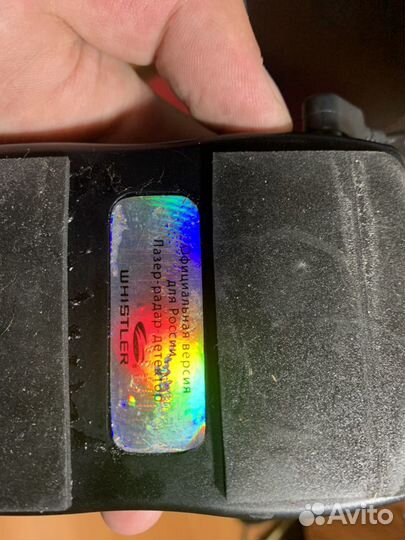 Официальная версия
для России
Лазер-радар детектор
WHISTLER
Avito